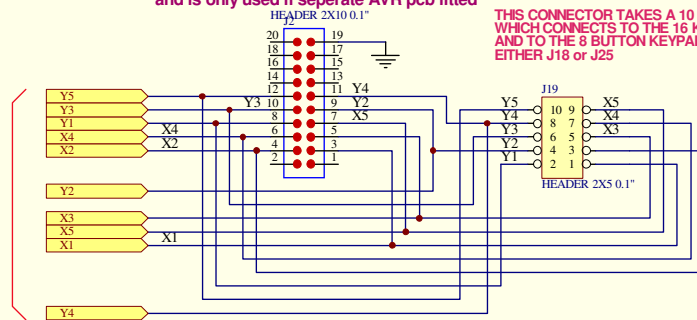 and is only used if seperate AVR pcb fitted
J2
HEADER 2X10 0.1"
THIS CONNECTOR TAKES A 10
WHICH CONNECTS TO THE 16 K
AND TO THE 8 BUTTON KEYPA
EITHER J18 or J25
20 19
18 17
16 15
14 13
12 11 Y4
Y3 10 9 Y2
8 7 X5
X4 6 5
X2 4 3
2 1
Y5
Y3
Y1
X4
X2
Y2
X3
X5
X1 X1
Y4
J19
Y5 10 9 X5
Y4 8 7 X4
Y3 6 5 X3
Y2 4 3
Y1 2 1
HEADER 2X5 0.1"